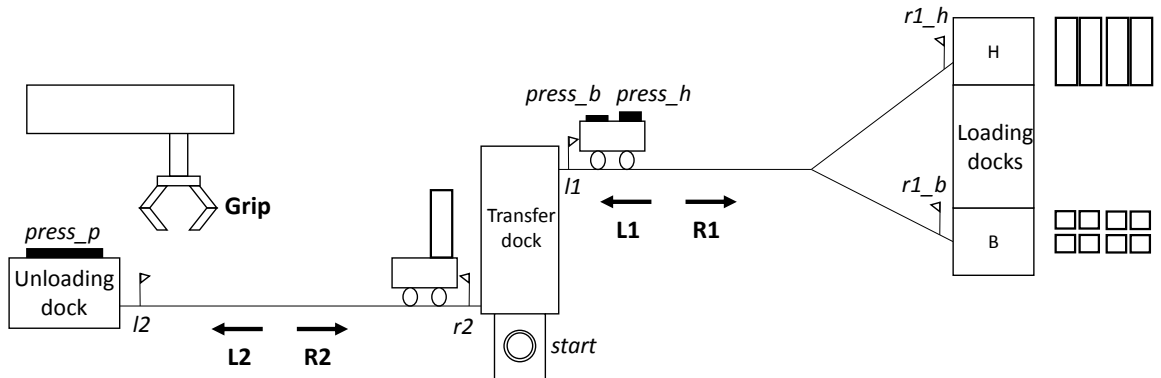 r1_h
H
press_b press_h
Loading
docks
l1
r1_b
Grip
L1 R1
Transfer
dock
B
press_p
Unloading
dock
l2
r2
L2 R2
start